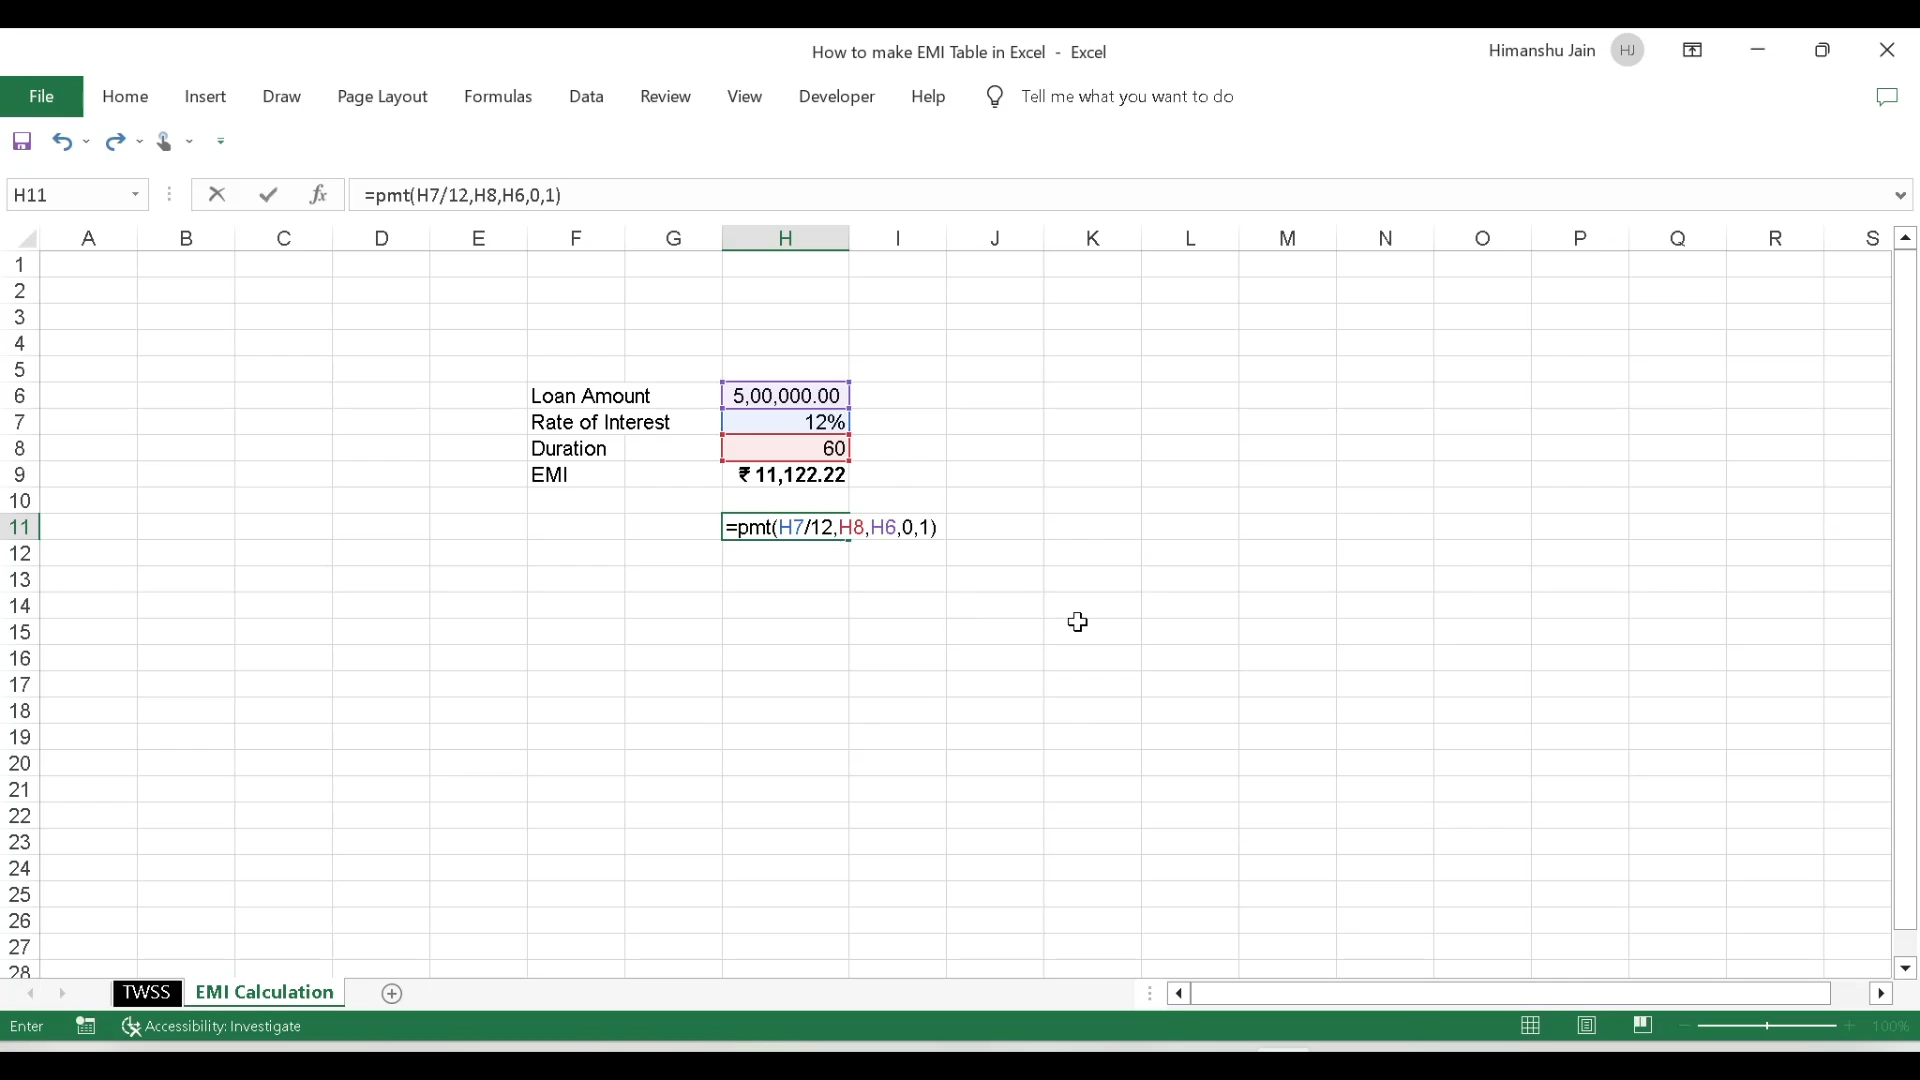 How to make EMI Table in Excel - Excel
Himanshu Jain HJ
File Home Insert Draw Page Layout Formulas Data Review View Developer Help Tell me what you want to do
H11 fx =pmt(H7/12,H8,H6,0,1)
A B C D E F G H I J K L M N O P Q R S
1
2
3
4
5
6 Loan Amount 5,00,000.00
7 Rate of Interest 12%
8 Duration 60
9 EMI ₹ 11,122.22
10
11 =pmt(H7/12,H8,H6,0,1)
12
13
14
15
16
17
18
19
20
21
22
23
24
25
26
27
28
TWSS EMI Calculation
Enter Accessibility: Investigate 100%